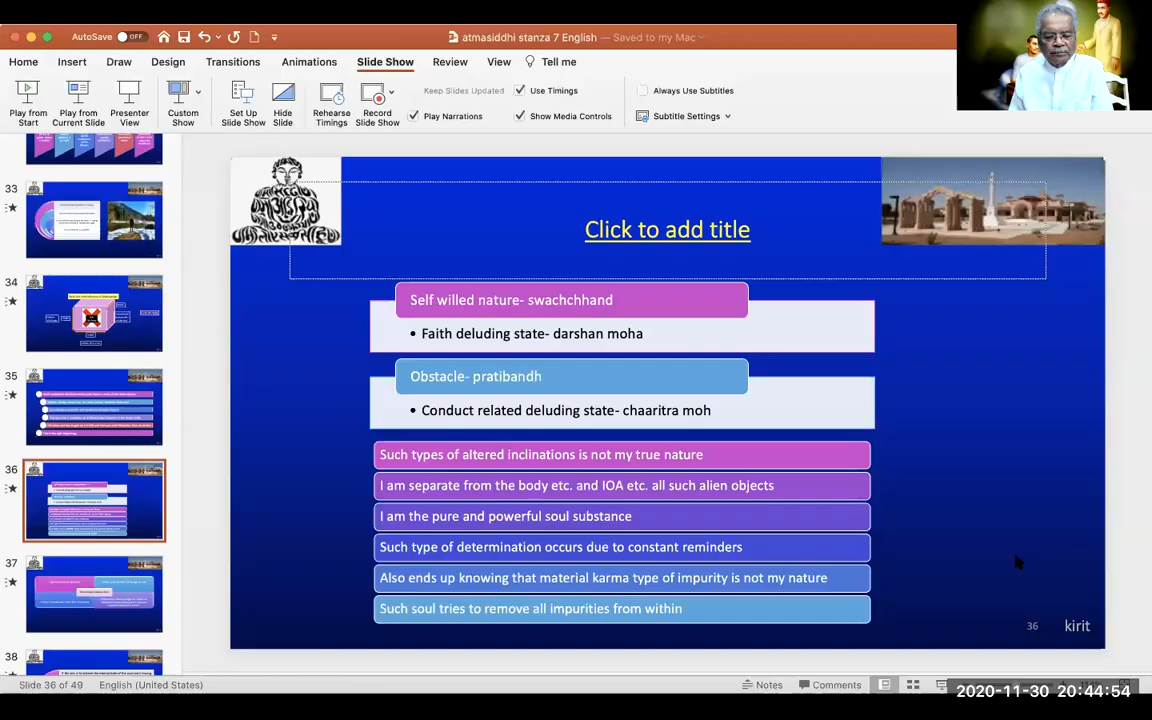 AutoSave OFF
atmasiddhi stanza 7 English — Saved to my Mac
Home Insert Draw Design Transitions Animations Slide Show Review View Tell me
Play from Start
Play from Current Slide
Presenter View
Custom Show
Set Up Slide Show
Hide Slide
Rehearse Timings
Record Slide Show
Keep Slides Updated
Use Timings
Always Use Subtitles
Play Narrations
Show Media Controls
Subtitle Settings
33
34
35
36
37
38
Click to add title
Self willed nature- swachchhand
• Faith deluding state- darshan moha
Obstacle- pratibandh
• Conduct related deluding state- chaaritra moh
Such types of altered inclinations is not my true nature
I am separate from the body etc. and IOA etc. all such alien objects
I am the pure and powerful soul substance
Such type of determination occurs due to constant reminders
Also ends up knowing that material karma type of impurity is not my nature
Such soul tries to remove all impurities from within
36 kirit
Slide 36 of 49 English (United States) Notes Comments
2020-11-30 20:44:54